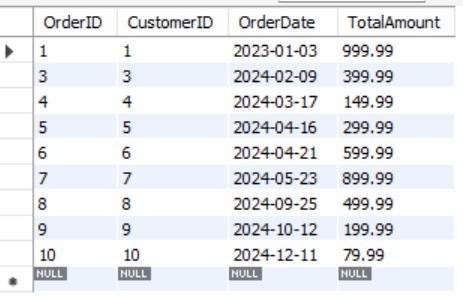 OrderID CustomerID OrderDate TotalAmount
1 1 2023-01-03 999.99
3 3 2024-02-09 399.99
4 4 2024-03-17 149.99
5 5 2024-04-16 299.99
6 6 2024-04-21 599.99
7 7 2024-05-23 899.99
8 8 2024-09-25 499.99
9 9 2024-10-12 199.99
10 10 2024-12-11 79.99
NULL NULL NULL NULL